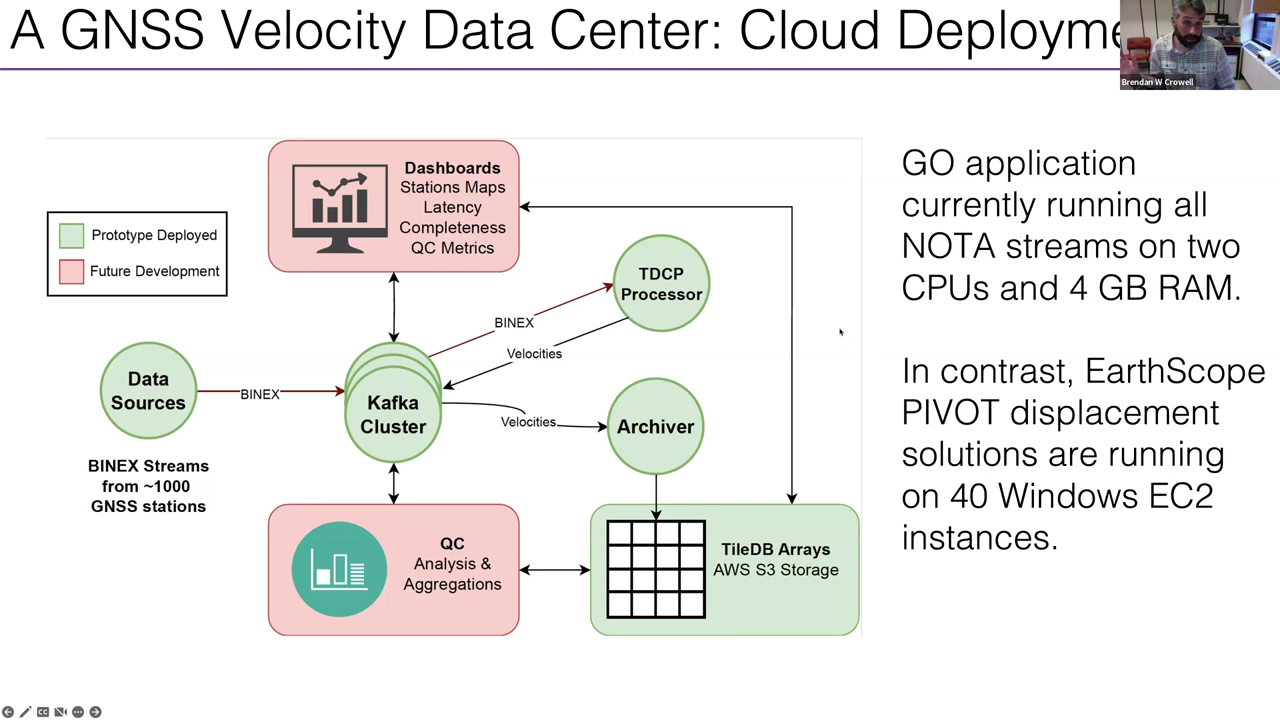 A GNSS Velocity Data Center: Cloud Deployme
Brendan W Crowell
Prototype Deployed
Future Development
Dashboards
Stations Maps
Latency
Completeness
QC Metrics
TDCP
Processor
BINEX
Velocities
Data
Sources
BINEX
Kafka
Cluster
Velocities
Archiver
BINEX Streams
from ~1000
GNSS stations
QC
Analysis &
Aggregations
TileDB Arrays
AWS S3 Storage
GO application
currently running all
NOTA streams on two
CPUs and 4 GB RAM.
In contrast, EarthScope
PIVOT displacement
solutions are running
on 40 Windows EC2
instances.
CC